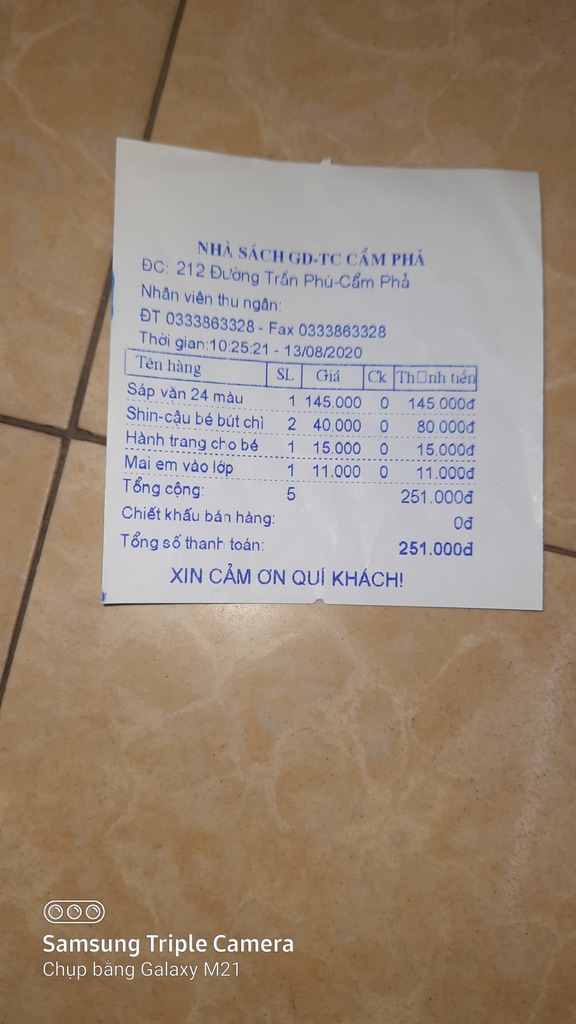 NHÀ SÁCH GD-TC CẨM PHẢ
ĐC: 212 Đường Trần Phú-Cẩm Phả
Nhân viên thu ngân:
ĐT 0333863328 - Fax 0333863328
Thời gian:10:25:21 - 13/08/2020
Tên hàng SL Giá Ck Th□nh tiền
Sáp vặn 24 màu 1 145.000 0 145.000đ
Shin-cậu bé bút chì 2 40.000 0 80.000đ
Hành trang cho bé 1 15.000 0 15.000đ
Mai em vào lớp 1 11.000 0 11.000đ
Tổng cộng: 5 251.000đ
Chiết khấu bán hàng: 0đ
Tổng số thanh toán: 251.000đ
XIN CẢM ƠN QUÍ KHÁCH!
Samsung Triple Camera
Chụp bằng Galaxy M21